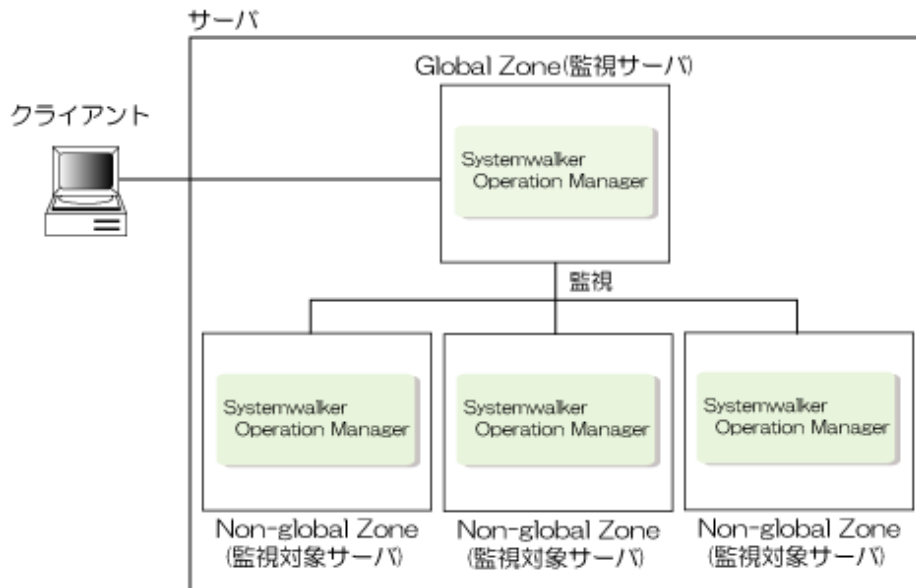 サーバ
Global Zone(監視サーバ)
クライアント
Systemwalker
Operation Manager
監視
Systemwalker
Operation Manager
Systemwalker
Operation Manager
Systemwalker
Operation Manager
Non-global Zone
(監視対象サーバ)
Non-global Zone
(監視対象サーバ)
Non-global Zone
(監視対象サーバ)